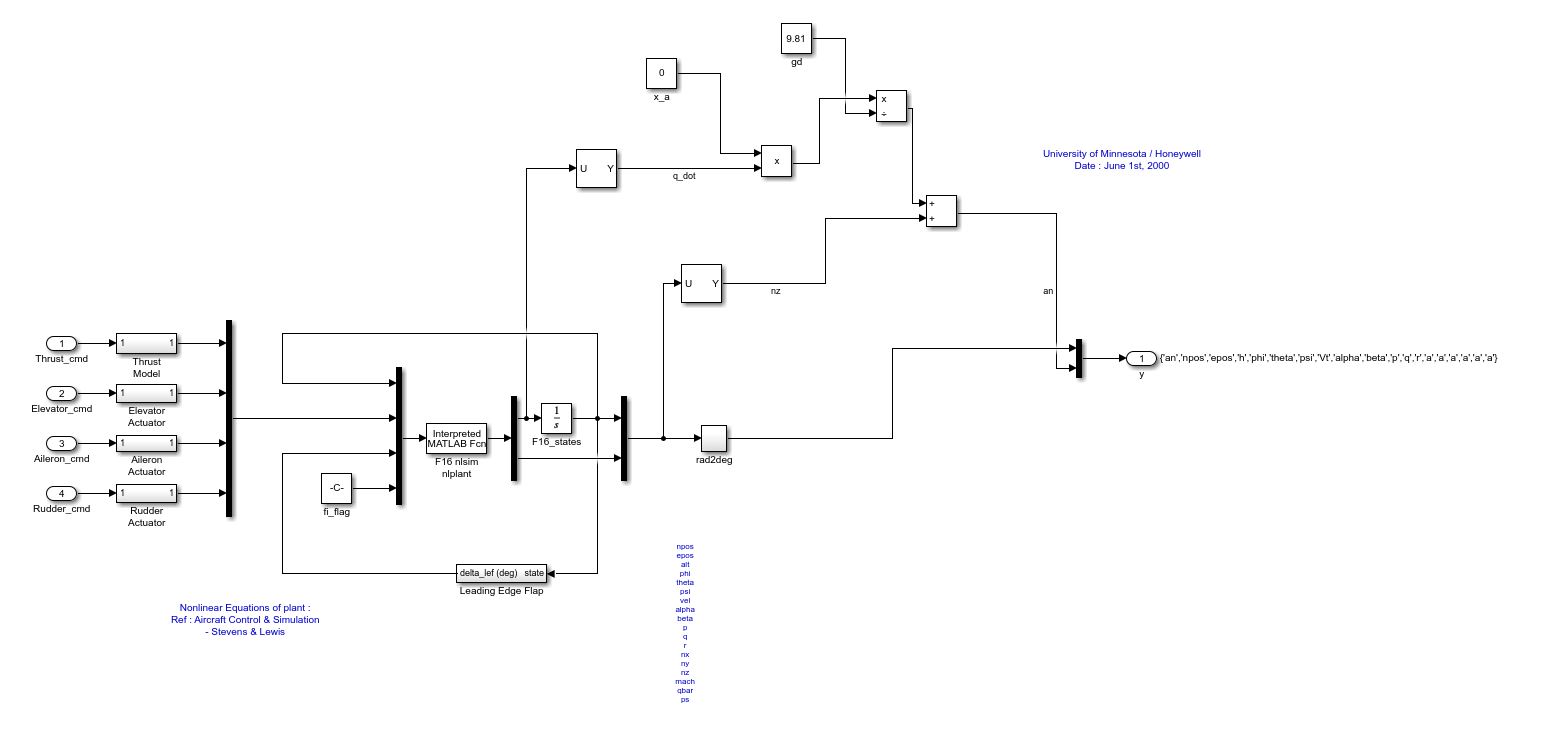 9.81
gd
0
x_a
x
÷
University of Minnesota / Honeywell
Date : June 1st, 2000
x
U Y
q_dot
+
+
U Y
nz
an
1
Thrust_cmd
1 1
Thrust
Model
2
Elevator_cmd
1 1
Elevator
Actuator
3
Aileron_cmd
1 1
Aileron
Actuator
4
Rudder_cmd
1 1
Rudder
Actuator
-C-
fi_flag
Interpreted
MATLAB Fcn
F16 nlsim
nlplant
1
s
F16_states
rad2deg
1
y
{'an','npos','epos','h','phi','theta','psi','Vt','alpha','beta','p','q','r','a','a','a','a','a','a'}
delta_lef (deg) state
Leading Edge Flap
Nonlinear Equations of plant :
Ref : Aircraft Control & Simulation
- Stevens & Lewis
npos
epos
alt
phi
theta
psi
vel
alpha
beta
p
q
r
nx
ny
nz
mach
qbar
ps